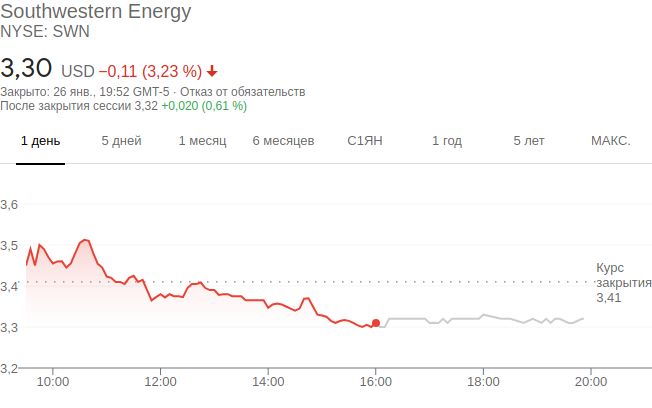 Southwestern Energy
NYSE: SWN
3,30 USD −0,11 (3,23 %)
Закрыто: 26 янв., 19:52 GMT-5 · Отказ от обязательств
После закрытия сессии 3,32 +0,020 (0,61 %)
1 день 5 дней 1 месяц 6 месяцев С1ЯН 1 год 5 лет МАКС.
3,6
3,5
Курс
3,4 закрытия
3,41
3,3
3,2
10:00 12:00 14:00 16:00 18:00 20:00